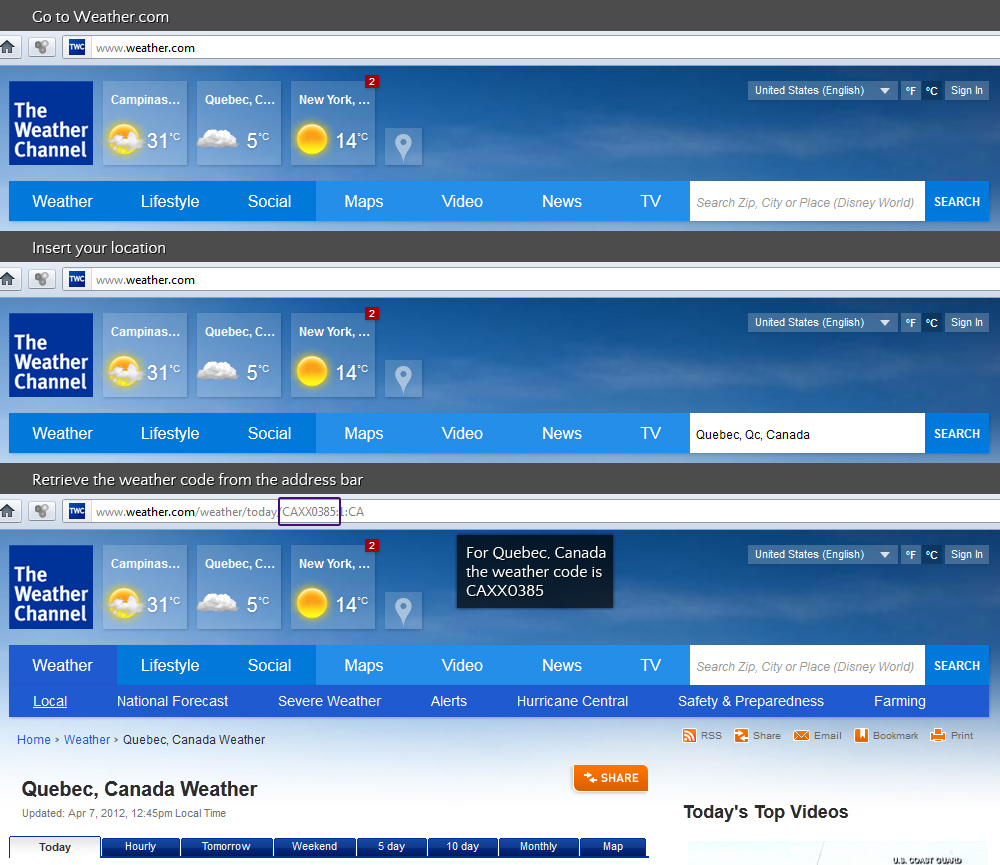 Go to Weather.com
TWC www.weather.com
2
Campinas... Quebec, C... New York, ... United States (English) °F °C Sign In
The Weather Channel
31°C 5°C 14°C
Weather Lifestyle Social Maps Video News TV Search Zip, City or Place (Disney World) SEARCH
Insert your location
TWC www.weather.com
2
Campinas... Quebec, C... New York, ... United States (English) °F °C Sign In
The Weather Channel
31°C 5°C 14°C
Weather Lifestyle Social Maps Video News TV Quebec, Qc, Canada SEARCH
Retrieve the weather code from the address bar
TWC www.weather.com/weather/today/CAXX0385:1:CA
2
Campinas... Quebec, C... New York, ... United States (English) °F °C Sign In
For Quebec, Canada
the weather code is
CAXX0385
The Weather Channel
31°C 5°C 14°C
Weather Lifestyle Social Maps Video News TV Search Zip, City or Place (Disney World) SEARCH
Local National Forecast Severe Weather Alerts Hurricane Central Safety & Preparedness Farming
Home > Weather > Quebec, Canada Weather RSS Share Email Bookmark Print
Quebec, Canada Weather SHARE
Updated: Apr 7, 2012, 12:45pm Local Time
Today's Top Videos
Today Hourly Tomorrow Weekend 5 day 10 day Monthly Map
U.S. COAST GUARD